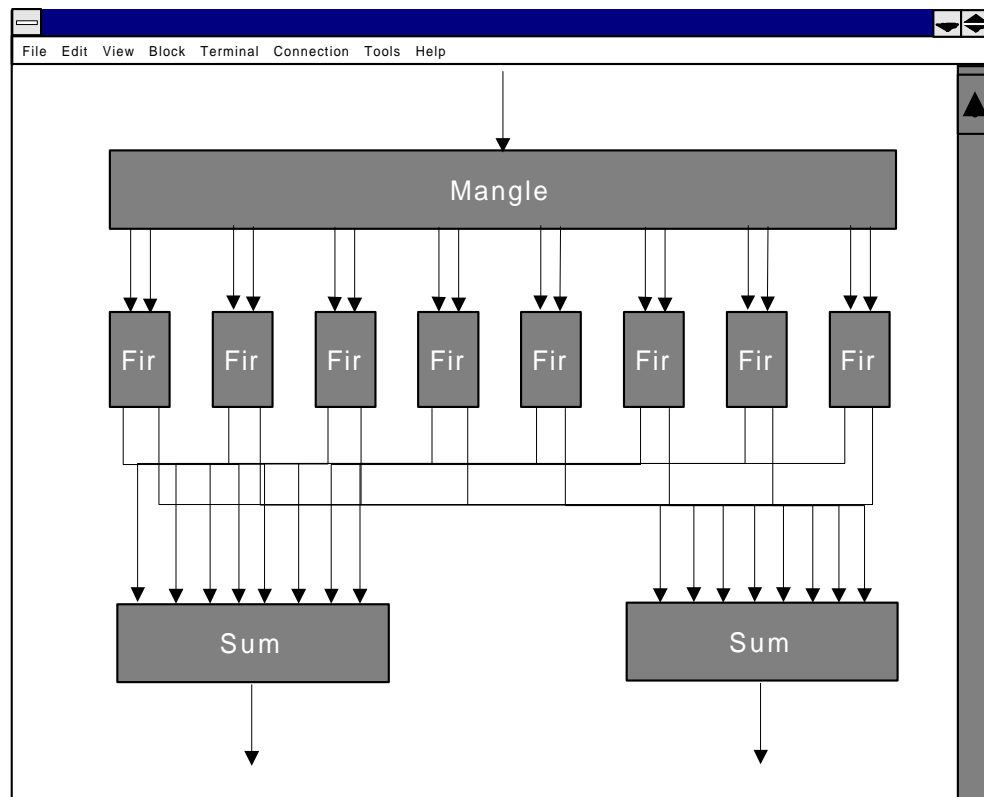 File Edit View Block Terminal Connection Tools Help
Mangle
Fir Fir Fir Fir Fir Fir Fir Fir
Sum Sum